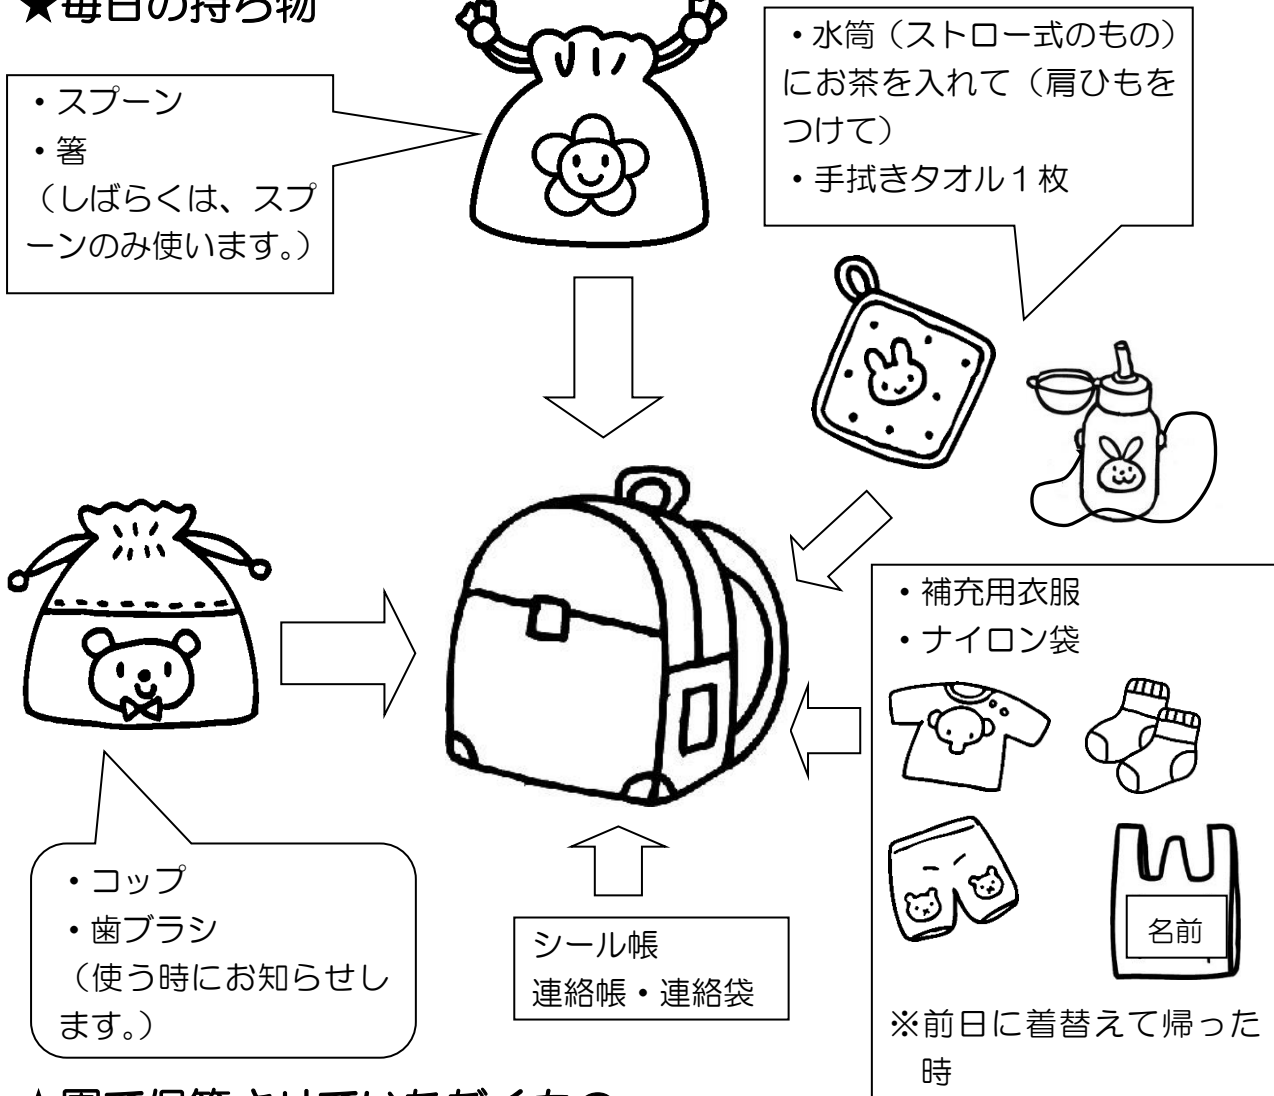 ★毎日の持ち物
・スプーン
・箸
（しばらくは、スプ
ーンのみ使います。）
・水筒（ストロー式のもの）
にお茶を入れて（肩ひもを
つけて）
・手拭きタオル１枚
・補充用衣服
・ナイロン袋
名前
※前日に着替えて帰った
時
・コップ
・歯ブラシ
（使う時にお知らせし
ます。）
シール帳
連絡帳・連絡袋